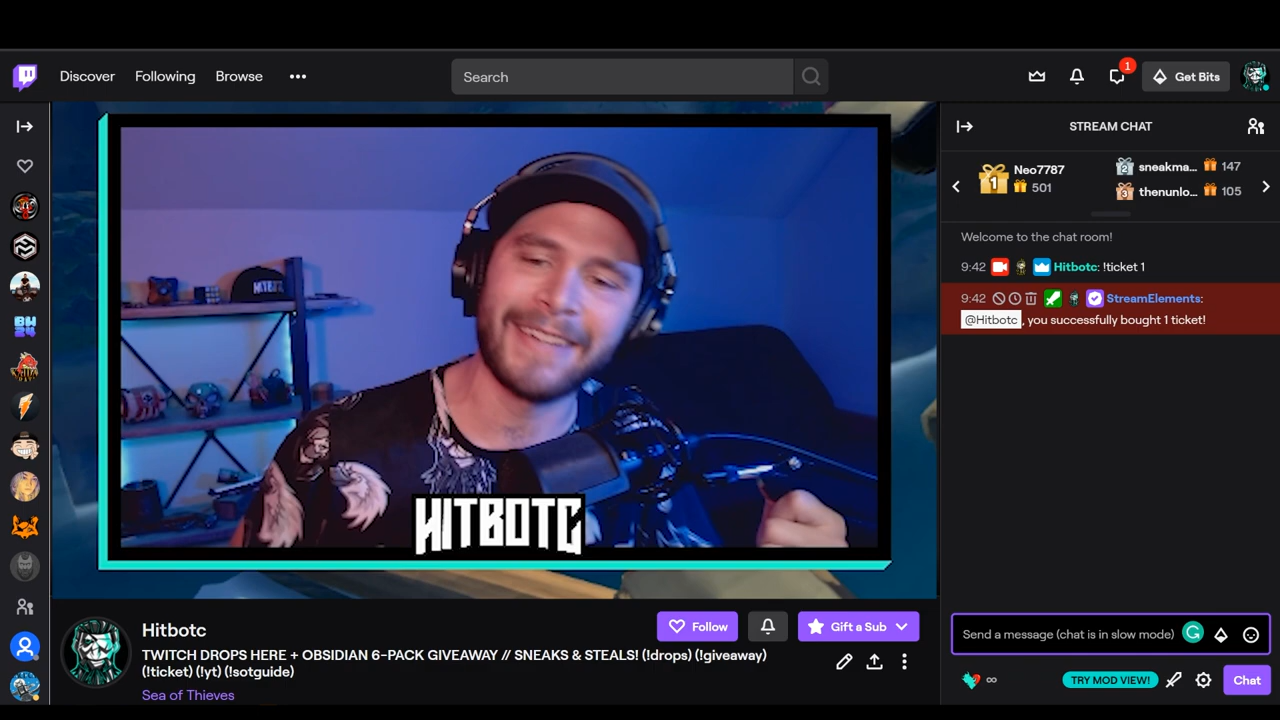 Discover
Following
Browse
Search
1
Get Bits
STREAM CHAT
1
Neo7787
501
2
sneakma...
147
3
thenunlo...
105
Welcome to the chat room!
9:42 Hitbotc: !ticket 1
9:42 StreamElements:
@Hitbotc, you successfully bought 1 ticket!
HITBOTC
Hitbotc
TWITCH DROPS HERE + OBSIDIAN 6-PACK GIVEAWAY // SNEAKS & STEALS! (!drops) (!giveaway)
(!ticket) (!yt) (!sotguide)
Sea of Thieves
Follow
Gift a Sub
Send a message (chat is in slow mode)
∞
TRY MOD VIEW!
Chat